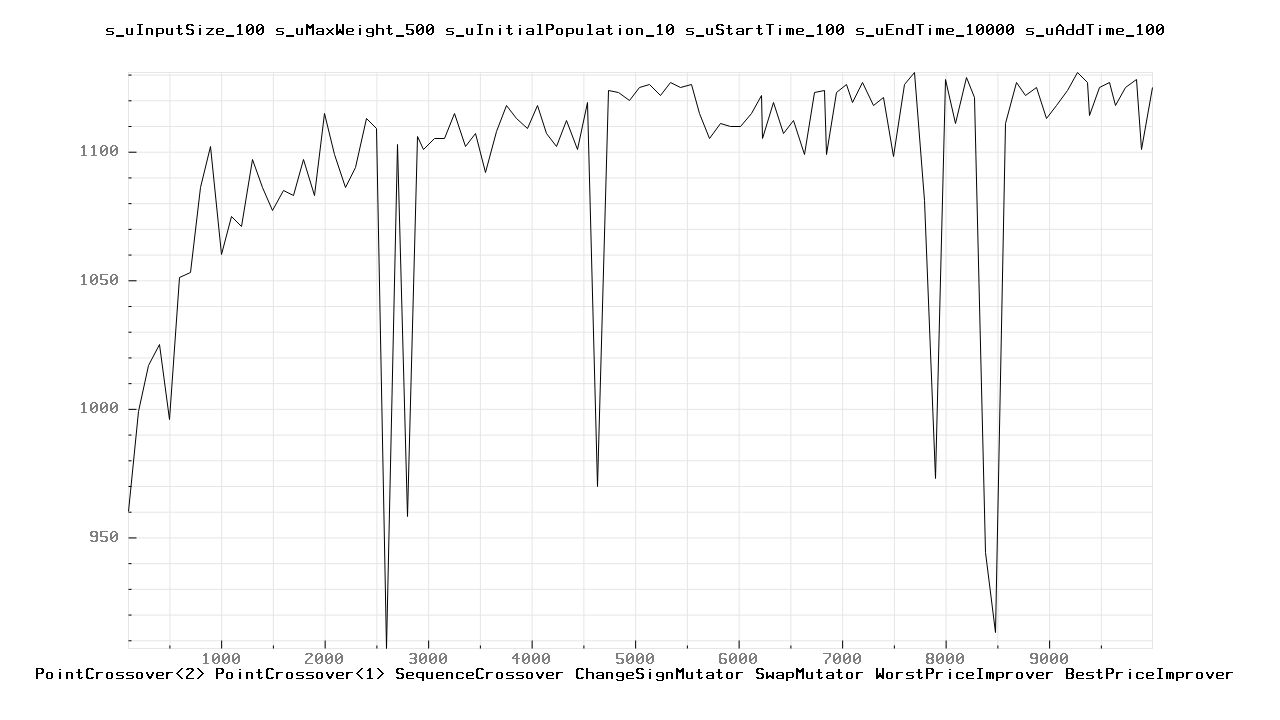 s_uInputSize_100 s_uMaxWeight_500 s_uInitialPopulation_10 s_uStartTime_100 s_uEndTime_10000 s_uAddTime_100
1100
1050
1000
950
1000 2000 3000 4000 5000 6000 7000 8000 9000
PointCrossover<2> PointCrossover<1> SequenceCrossover ChangeSignMutator SwapMutator WorstPriceImprover BestPriceImprover